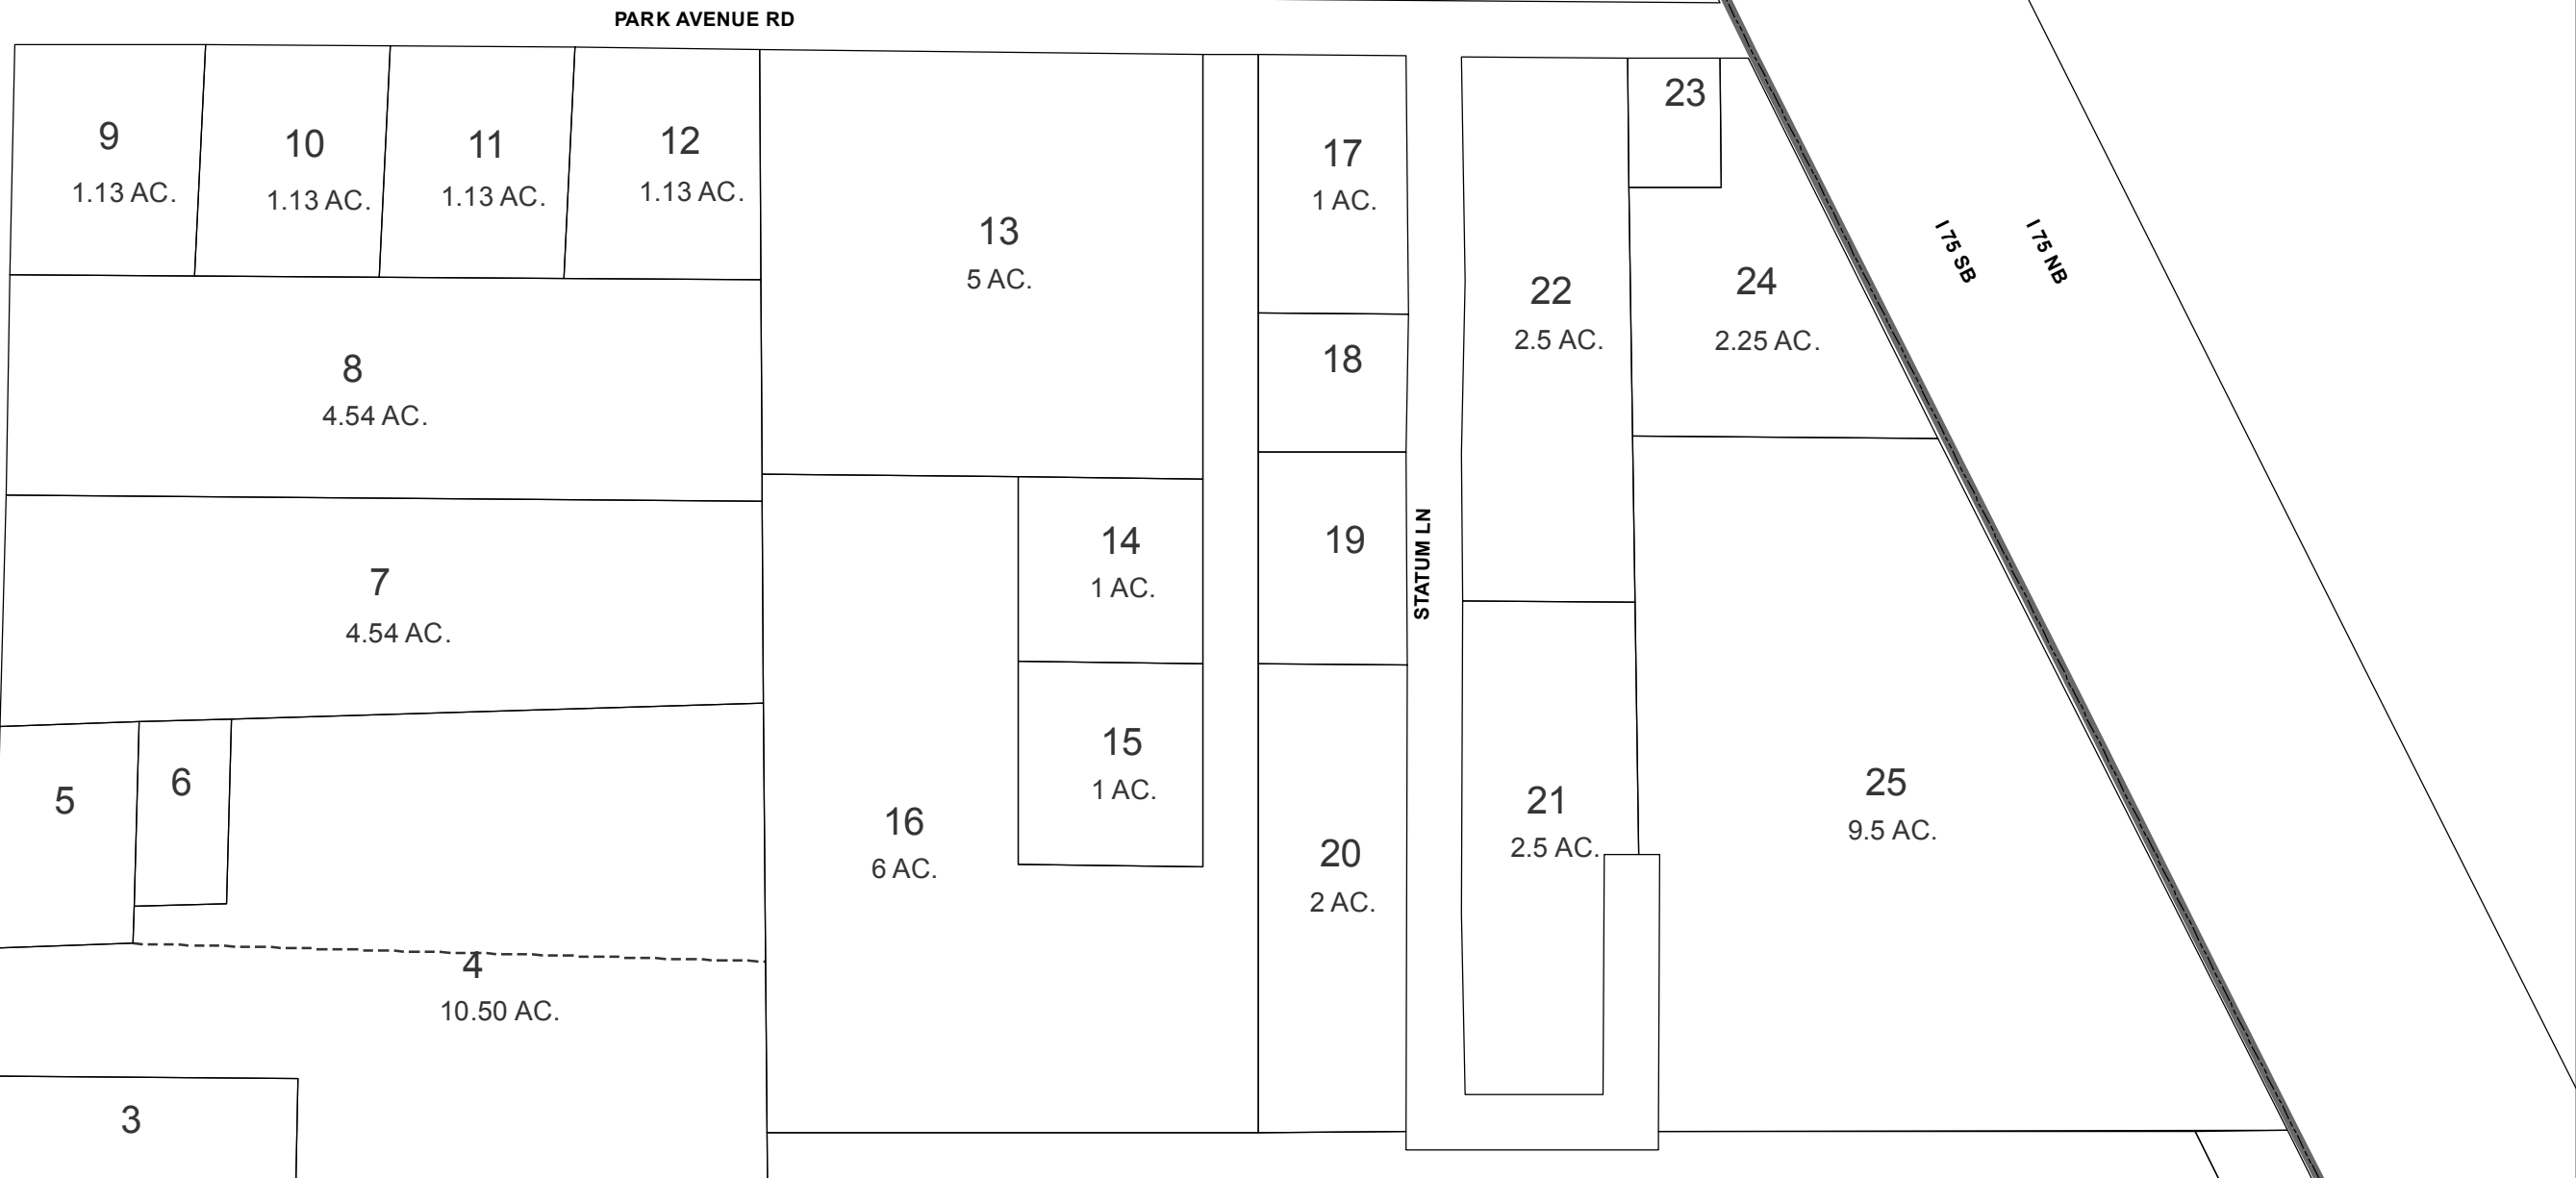 PARK AVENUE RD
9
1.13 AC.
10
1.13 AC.
11
1.13 AC.
12
1.13 AC.
13
5 AC.
17
1 AC.
23
22
2.5 AC.
24
2.25 AC.
I 75 SB
I 75 NB
8
4.54 AC.
18
7
4.54 AC.
14
1 AC.
19
STATUM LN
5
6
15
1 AC.
16
6 AC.
20
2 AC.
21
2.5 AC.
25
9.5 AC.
4
10.50 AC.
3